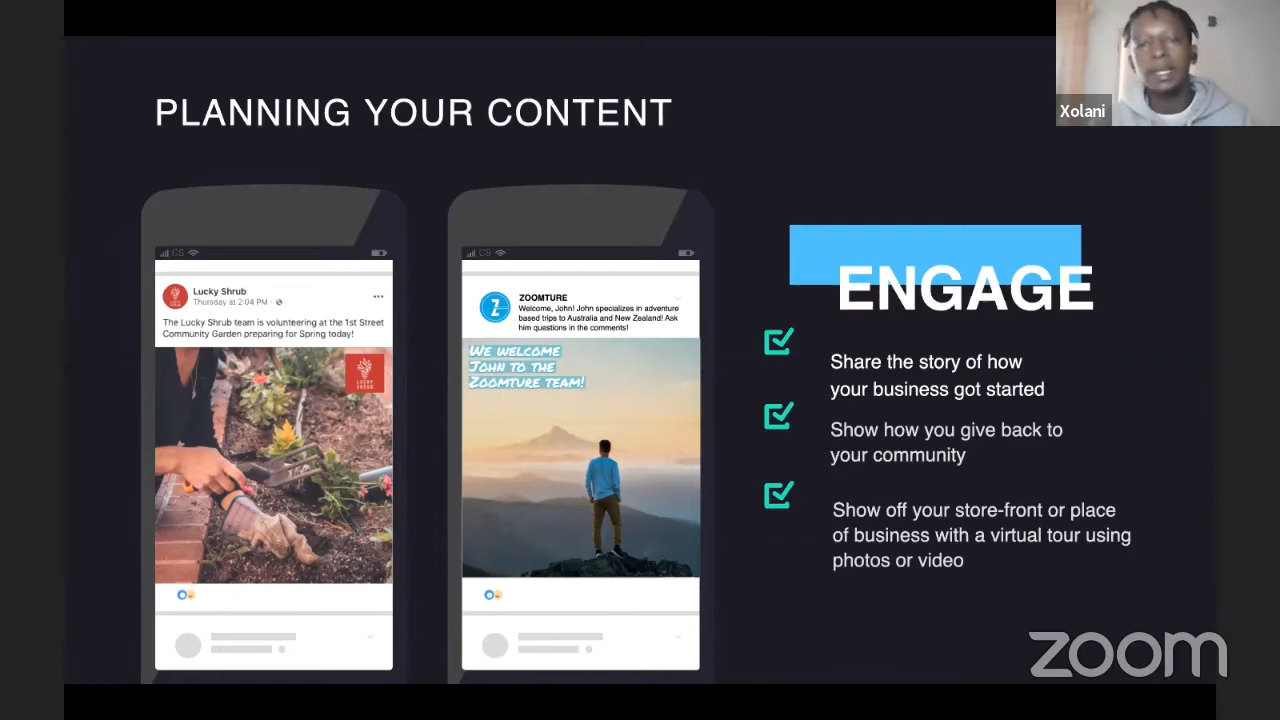 Xolani
PLANNING YOUR CONTENT
CS
Lucky Shrub
Thursday at 2:04 PM ·
The Lucky Shrub team is volunteering at the 1st Street
Community Garden preparing for Spring today!
LUCKY
SHRUB
CS
Z
ZOOMTURE
Welcome, John! John specializes in adventure
based trips to Australia and New Zealand! Ask
him questions in the comments!
WE WELCOME
JOHN TO THE
ZOOMTURE TEAM!
ENGAGE
Share the story of how
your business got started
Show how you give back to
your community
Show off your store-front or place
of business with a virtual tour using
photos or video
zoom